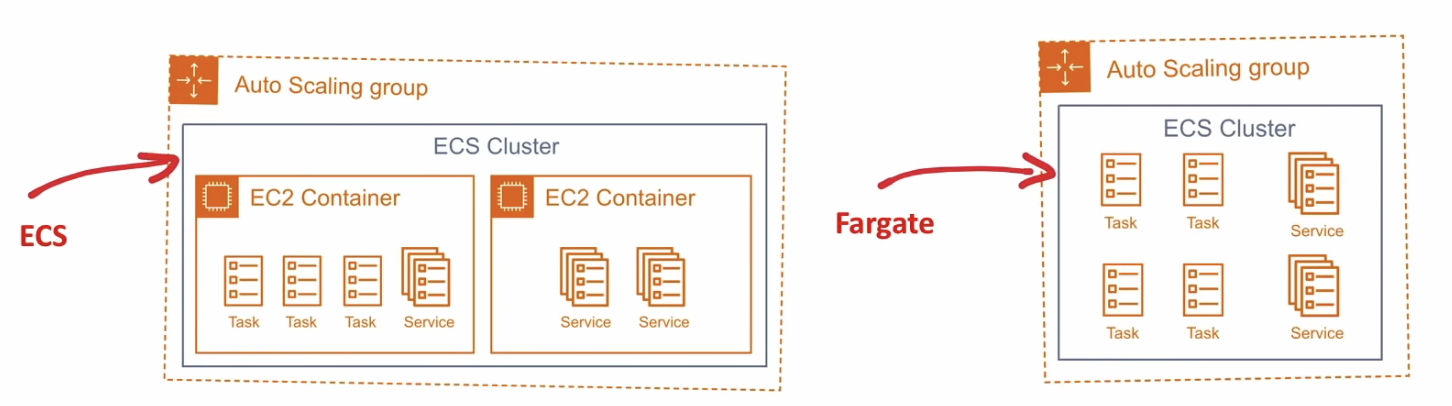 Auto Scaling group
ECS Cluster
EC2 Container
EC2 Container
Task
Task
Task
Service
Service
Service
ECS
Auto Scaling group
ECS Cluster
Task
Task
Service
Task
Task
Service
Fargate